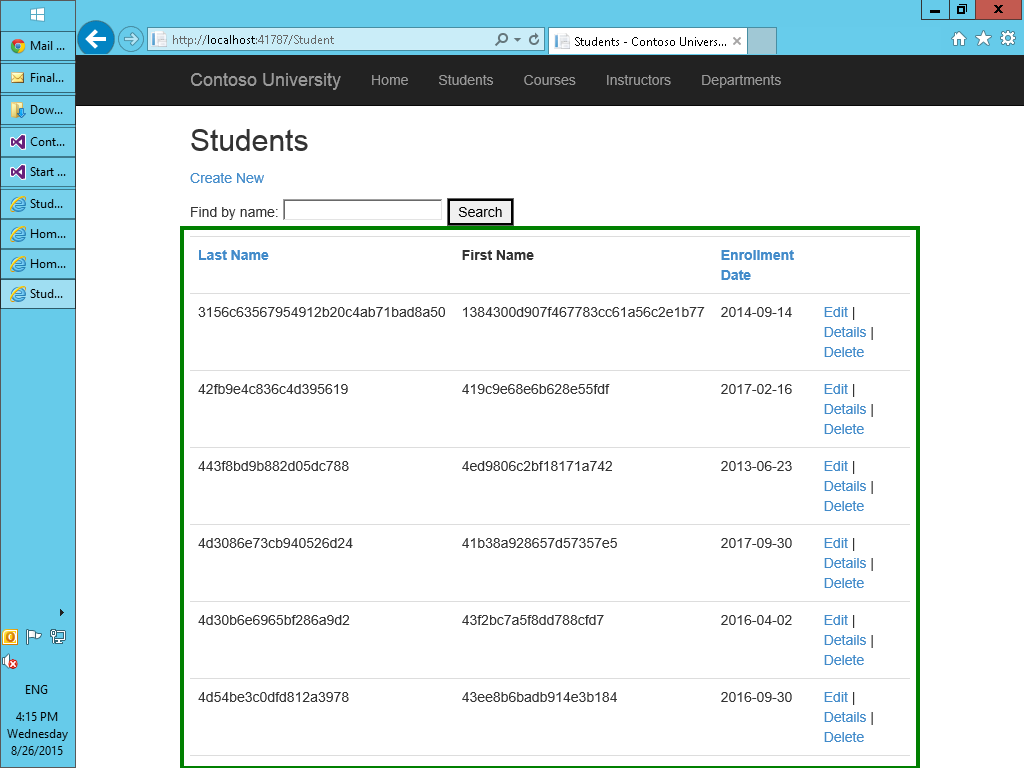 http://localhost:41787/Student
Students - Contoso Univers...
Mail ...
Final...
Dow...
Cont...
Start ...
Stud...
Hom...
Hom...
Stud...
ENG
4:15 PM
Wednesday
8/26/2015
Contoso University Home Students Courses Instructors Departments
Students
Create New
Find by name: Search
Last Name First Name Enrollment
Date
3156c63567954912b20c4ab71bad8a50 1384300d907f467783cc61a56c2e1b77 2014-09-14 Edit |
Details |
Delete
42fb9e4c836c4d395619 419c9e68e6b628e55fdf 2017-02-16 Edit |
Details |
Delete
443f8bd9b882d05dc788 4ed9806c2bf18171a742 2013-06-23 Edit |
Details |
Delete
4d3086e73cb940526d24 41b38a928657d57357e5 2017-09-30 Edit |
Details |
Delete
4d30b6e6965bf286a9d2 43f2bc7a5f8dd788cfd7 2016-04-02 Edit |
Details |
Delete
4d54be3c0dfd812a3978 43ee8b6badb914e3b184 2016-09-30 Edit |
Details |
Delete